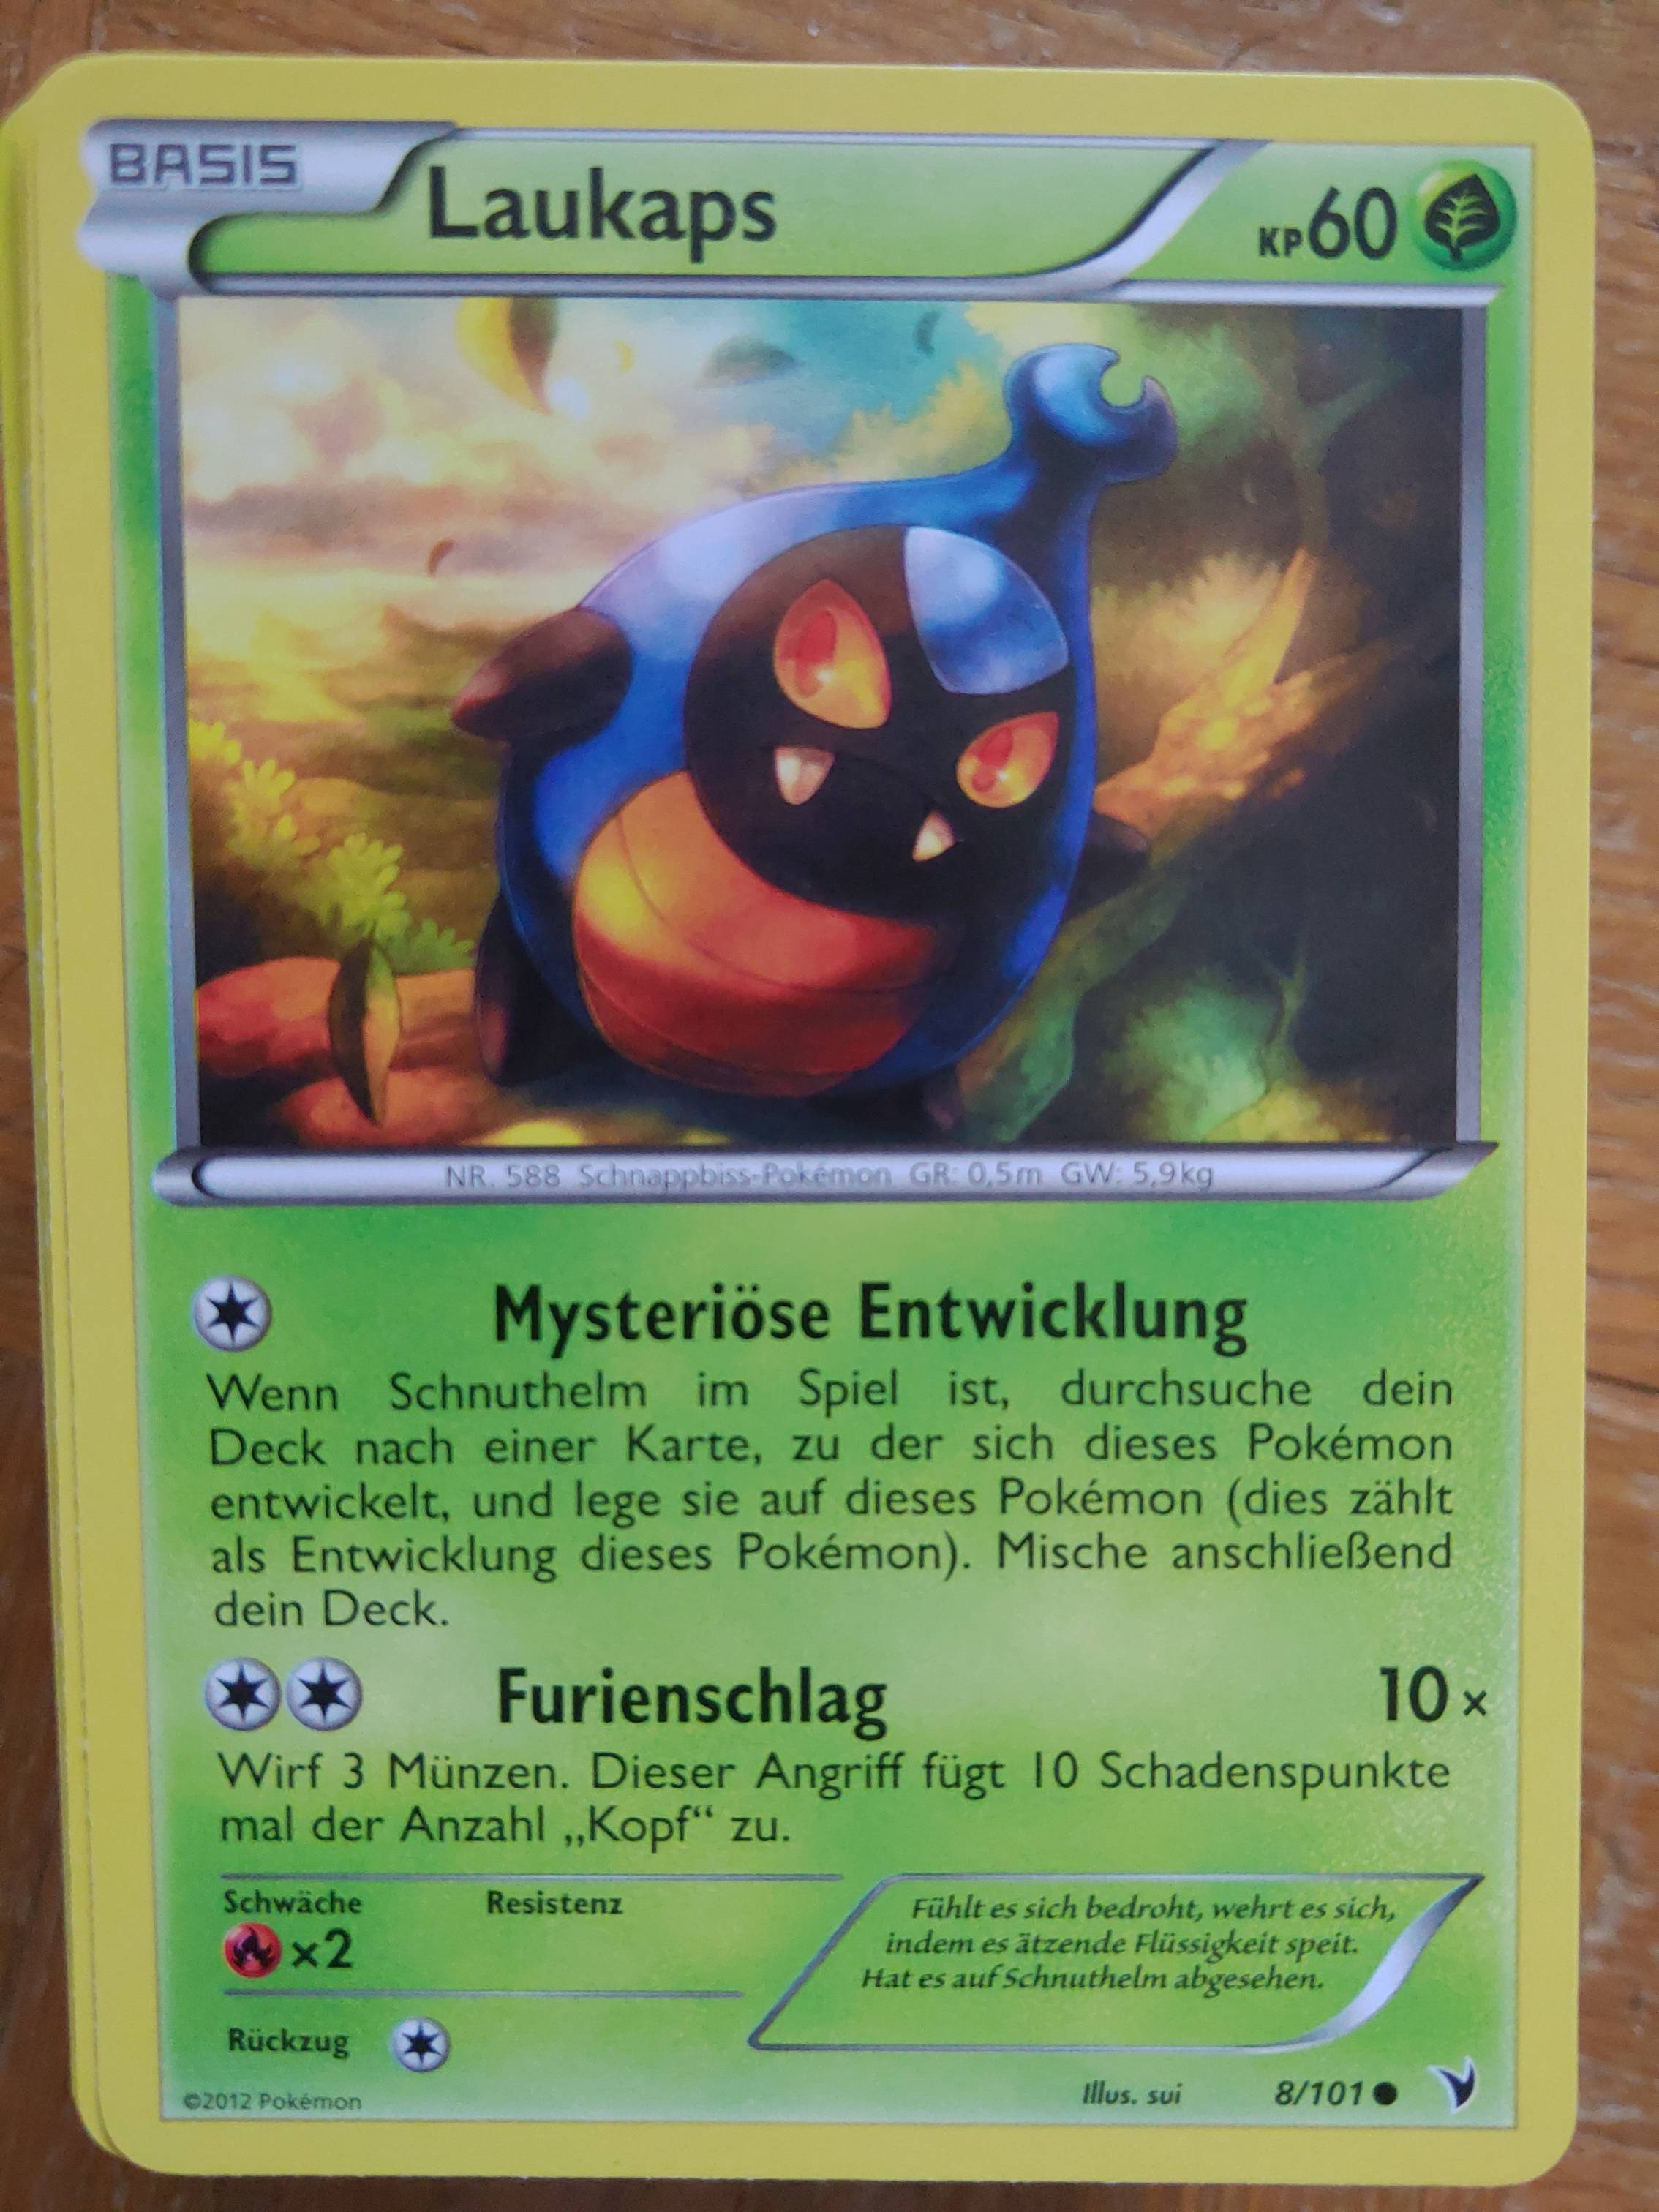 BASIS
Laukaps
KP60
NR. 588 Schnappbiss-Pokémon GR: 0,5m GW: 5,9kg
Mysteriöse Entwicklung
Wenn Schnuthelm im Spiel ist, durchsuche dein
Deck nach einer Karte, zu der sich dieses Pokémon
entwickelt, und lege sie auf dieses Pokémon (dies zählt
als Entwicklung dieses Pokémon). Mische anschließend
dein Deck.
Furienschlag 10×
Wirf 3 Münzen. Dieser Angriff fügt 10 Schadenspunkte
mal der Anzahl „Kopf“ zu.
Schwäche Resistenz
×2
Fühlt es sich bedroht, wehrt es sich,
indem es ätzende Flüssigkeit speit.
Hat es auf Schnuthelm abgesehen.
Rückzug
©2012 Pokémon Illus. sui 8/101